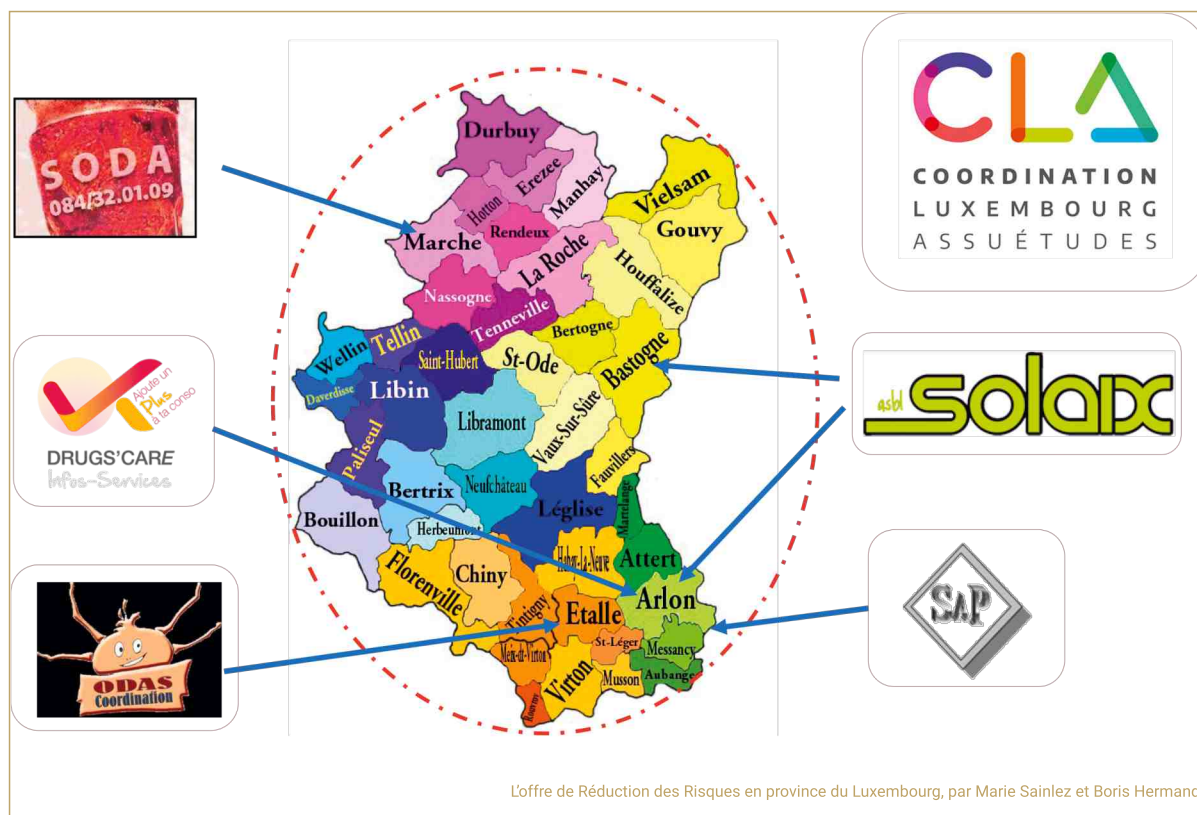 SODA
084/32.01.09
CLA
COORDINATION
LUXEMBOURG
ASSUÉTUDES
Ajoute un
Plus
à ta conso
DRUGS'CARE
Infos-Services
asbl solaix
ODAS
Coordination
SAP
Durbuy
Erezee
Manhay
Hotton
Vielsam
Gouvy
Marche
Rendeux
La Roche
Houffalize
Nassogne
Tenneville
Bertogne
Wellin
Tellin
Saint-Hubert
St-Ode
Bastogne
Daverdisse
Libin
Libramont
Vaux-Sur-Sûre
Paliseul
Bertrix
Neufchâteau
Fauvillers
Bouillon
Herbeumont
Léglise
Martelange
Florenville
Chiny
Habay-La-Neuve
Attert
Tintigny
Etalle
Arlon
Meix-dt-Virton
St-Léger
Messancy
Rouvroy
Virton
Musson
Aubange
L'offre de Réduction des Risques en province du Luxembourg, par Marie Sainlez et Boris Hermand